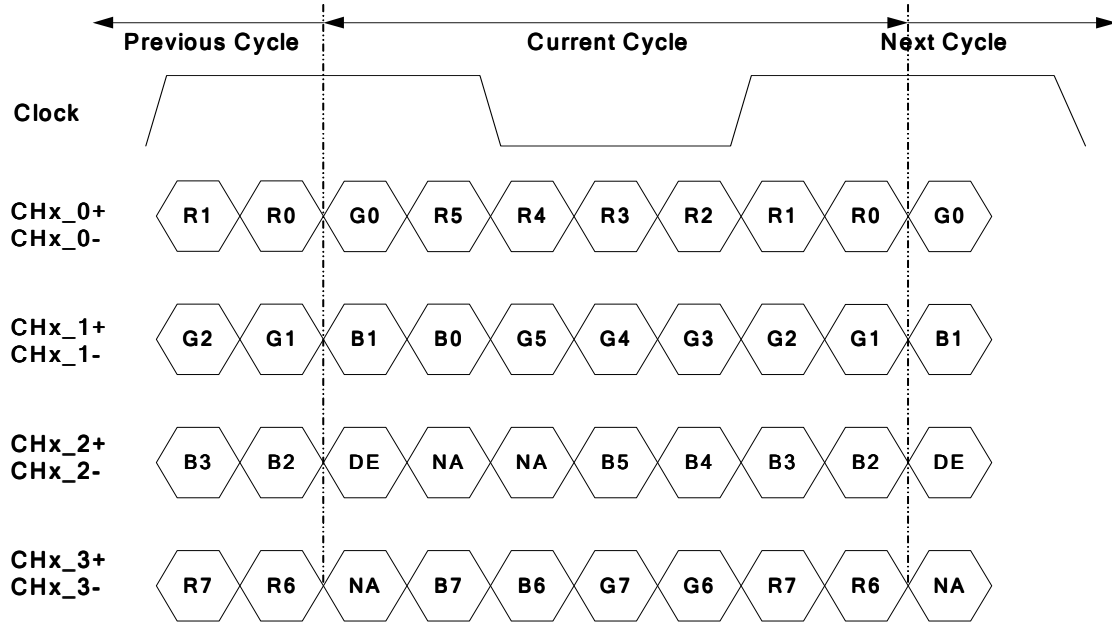 Previous Cycle Current Cycle Next Cycle
Clock
CHx_0+
CHx_0-
R1 R0 G0 R5 R4 R3 R2 R1 R0 G0
CHx_1+
CHx_1-
G2 G1 B1 B0 G5 G4 G3 G2 G1 B1
CHx_2+
CHx_2-
B3 B2 DE NA NA B5 B4 B3 B2 DE
CHx_3+
CHx_3-
R7 R6 NA B7 B6 G7 G6 R7 R6 NA